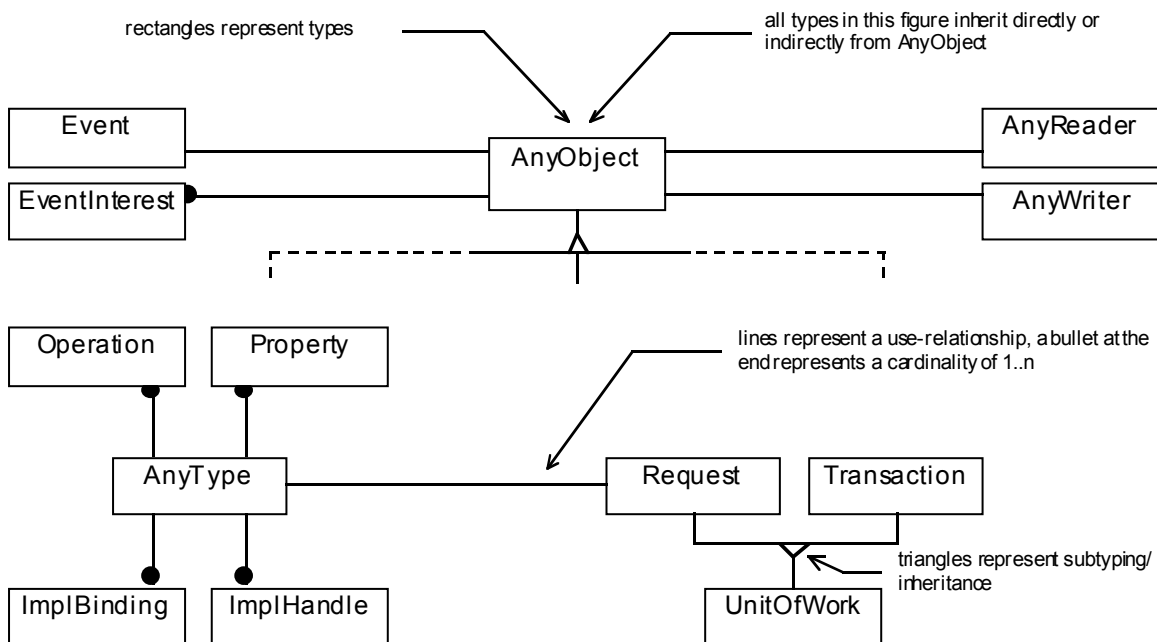 rectangles represent types
all types in this figure inherit directly or
indirectly from AnyObject
Event
AnyObject
AnyReader
EventInterest
AnyWriter
Operation
Property
lines represent a use-relationship, a bullet at the
end represents a cardinality of 1..n
AnyType
Request
Transaction
triangles represent subtyping/
inheritance
ImplBinding
ImplHandle
UnitOfWork